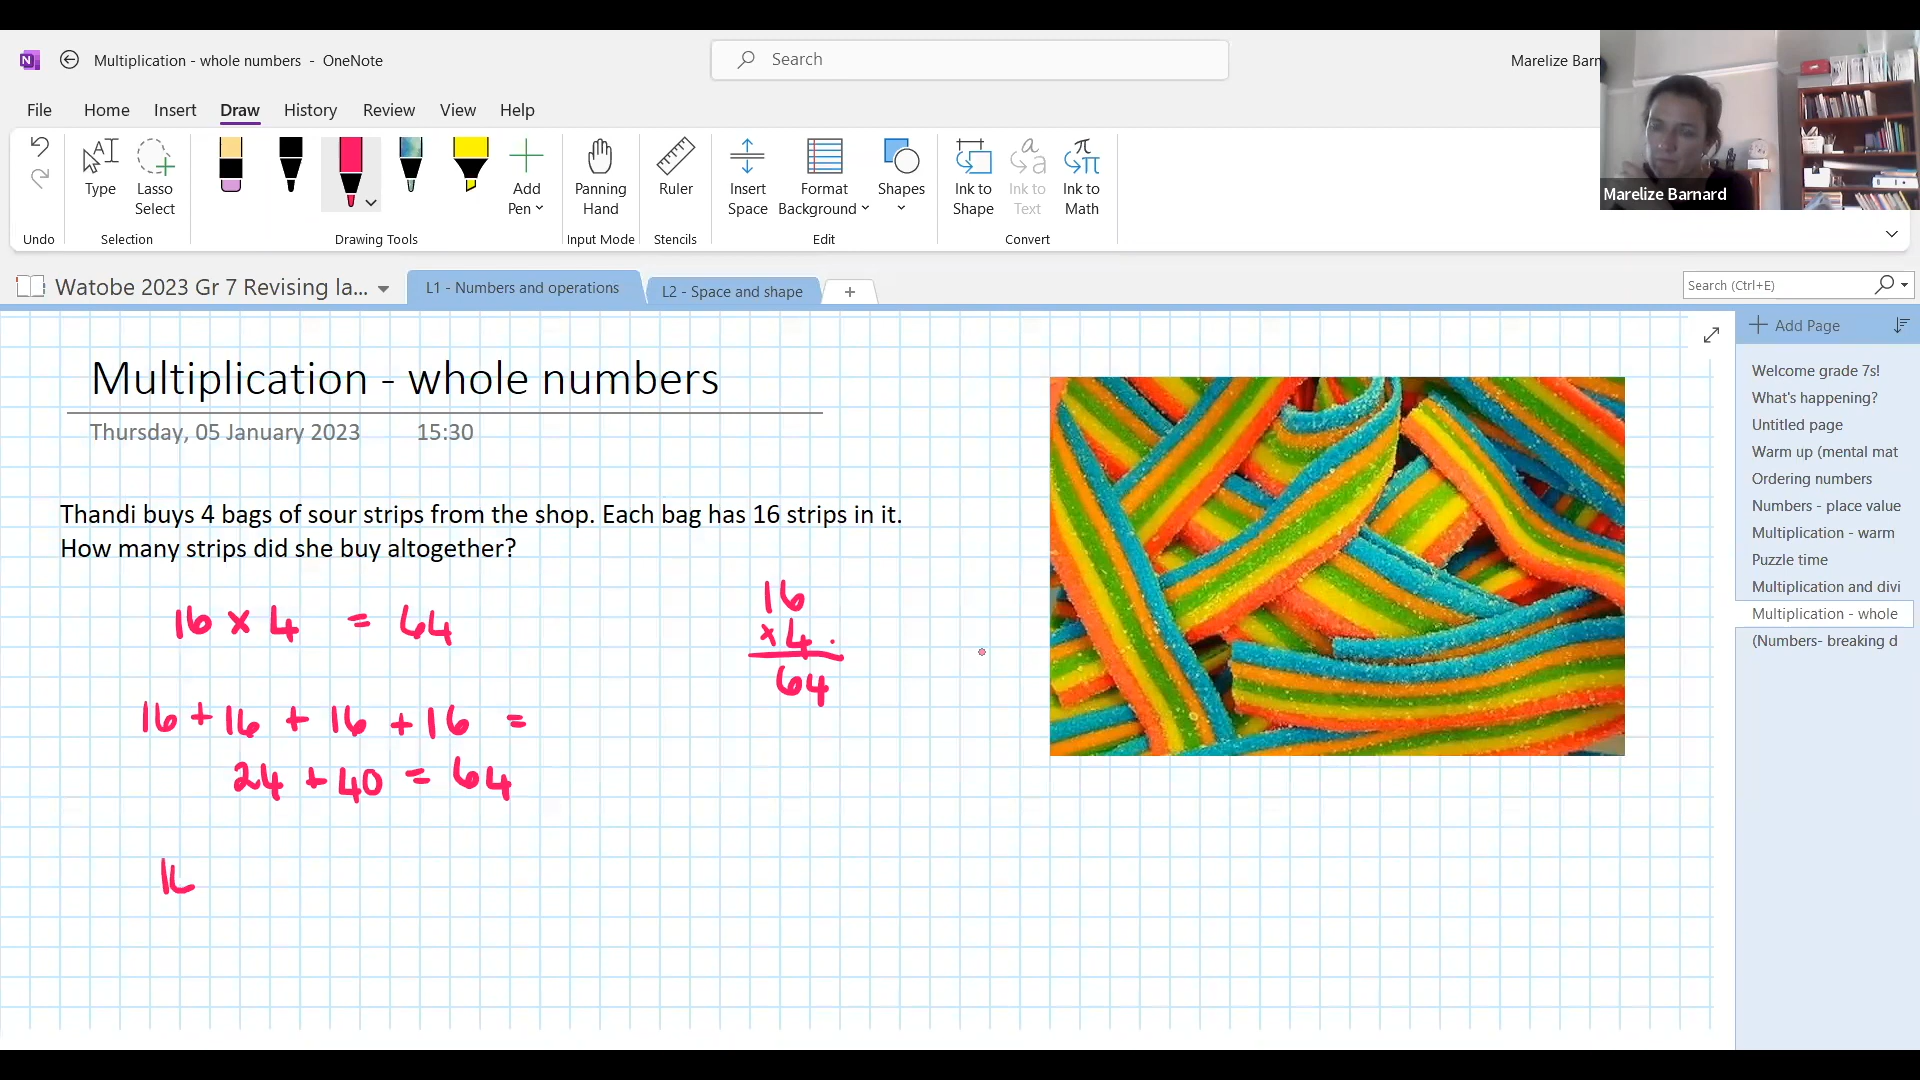 Multiplication - whole numbers - OneNote
Search
Marelize Barn
File Home Insert Draw History Review View Help
Type
Lasso Select
Add Pen
Panning Hand
Ruler
Insert Space
Format Background
Shapes
Ink to Shape
Ink to Text
Ink to Math
Marelize Barnard
Undo Selection Drawing Tools Input Mode Stencils Edit Convert
Watobe 2023 Gr 7 Revising la...
L1 - Numbers and operations
L2 - Space and shape
+
Search (Ctrl+E)
Add Page
Welcome grade 7s!
What's happening?
Untitled page
Warm up (mental mat
Ordering numbers
Numbers - place value
Multiplication - warm
Puzzle time
Multiplication and divi
Multiplication - whole
(Numbers- breaking d
Multiplication - whole numbers
Thursday, 05 January 2023 15:30
Thandi buys 4 bags of sour strips from the shop. Each bag has 16 strips in it.
How many strips did she buy altogether?
16 × 4 = 64
16 + 16 + 16 + 16 =
24 + 40 = 64
16
× 4
64